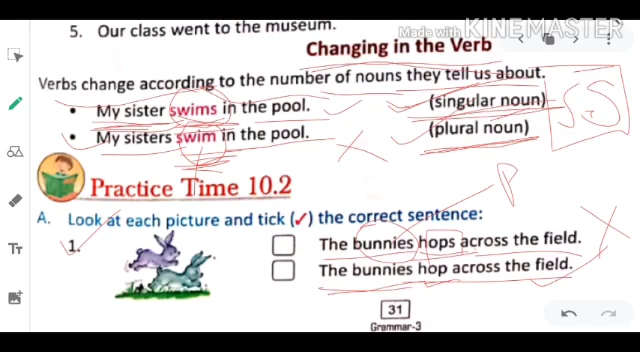 5. Our class went to the museum.
Made with KINEMASTER
Changing in the Verb
Verbs change according to the number of nouns they tell us about.
• My sister swims in the pool. (singular noun)
• My sisters swim in the pool. (plural noun)
SS
Practice Time 10.2
P
A. Look at each picture and tick (✓) the correct sentence:
1. The bunnies hops across the field.
The bunnies hop across the field.
31
Grammar-3
Tт